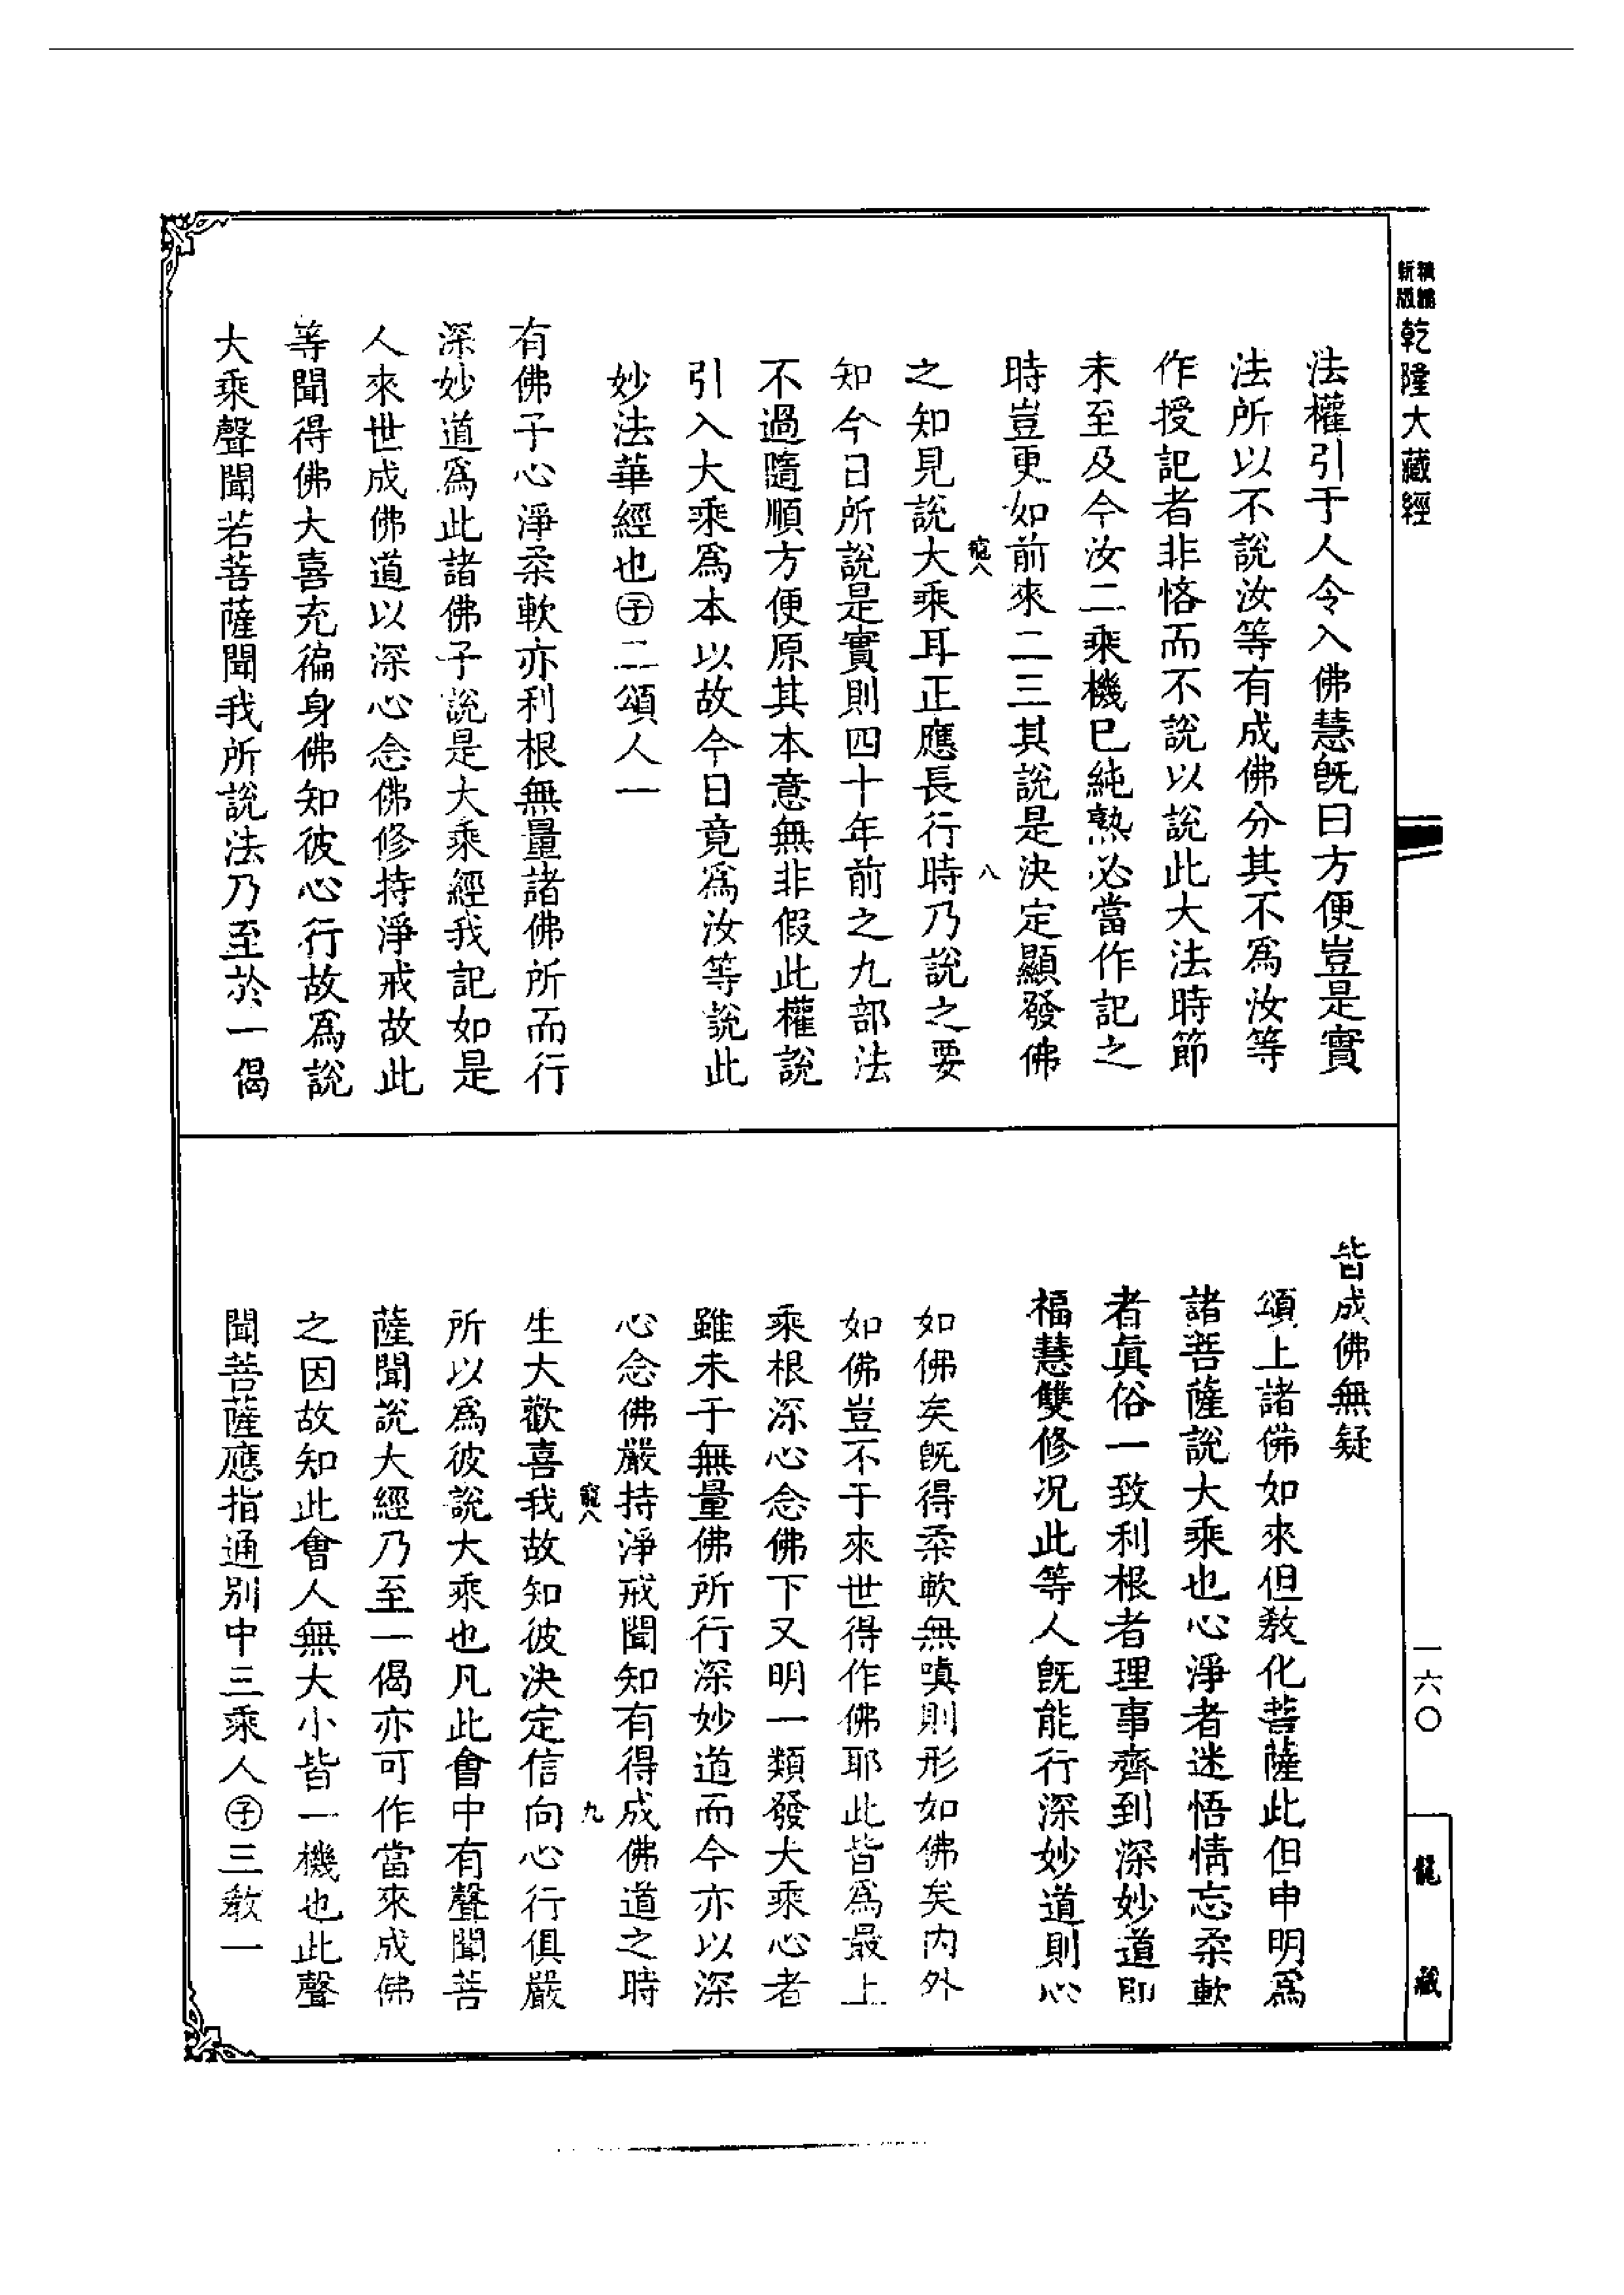 精編新版
乾隆大藏經
法權引于人令入佛慧旣曰方便豈是實
法所以不說汝等有成佛分其不爲汝等
作授記者非悋而不說以說此大法時節
未至及今汝二乘機已純熟必當作記之
時豈更如前來二三其說是決定顯發佛
八
之知見說大乘耳正應長行時乃說之要
知今日所說是實則四十年前之九部法
不過隨順方便原其本意無非假此權說
引入大乘爲本以故今日竟爲汝等說此
妙法華經也㊝二頌人一
有佛子心淨柔軟亦利根無量諸佛所而行
深妙道爲此諸佛子說是大乘經我記如是
人來世成佛道以深心念佛修持淨戒故此
等聞得佛大喜充徧身佛知彼心行故爲說
大乘聲聞若菩薩聞我所說法乃至於一偈
皆成佛無疑
頌上諸佛如來但敎化菩薩此但申明爲
諸菩薩說大乘也心淨者迷悟情忘柔軟
者眞俗一致利根者理事齊到深妙道卽
福慧雙修况此等人旣能行深妙道則心
如佛矣旣得柔軟無嗔則形如佛矣內外
如佛豈不于來世得作佛耶此皆爲最上
乘根深心念佛下又明一類發大乘心者
雖未于無量佛所行深妙道而今亦以深
心念佛嚴持淨戒聞知有得成佛道之時
九
生大歡喜我故知彼決定信向心行俱嚴
所以爲彼說大乘也凡此會中有聲聞菩
薩聞說大經乃至一偈亦可作當來成佛
之因故知此會人無大小皆一機也此聲
聞菩薩應指通別中三乘人㊝三敎一
一六〇
龍藏